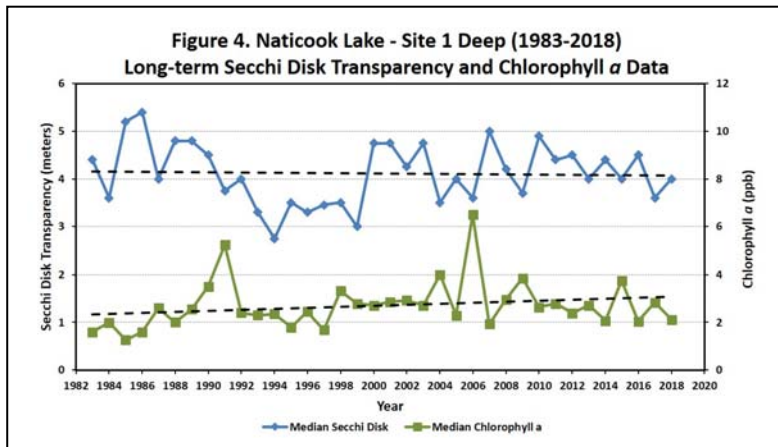 Figure 4. Naticook Lake - Site 1 Deep (1983-2018)
Long-term Secchi Disk Transparency and Chlorophyll a Data
Secchi Disk Transparency (meters)
6
5
4
3
2
1
0
12
10
8
6
4
2
0
Chlorophyll a (ppb)
1982 1984 1986 1988 1990 1992 1994 1996 1998 2000 2002 2004 2006 2008 2010 2012 2014 2016 2018 2020
Year
Median Secchi Disk Median Chlorophyll a